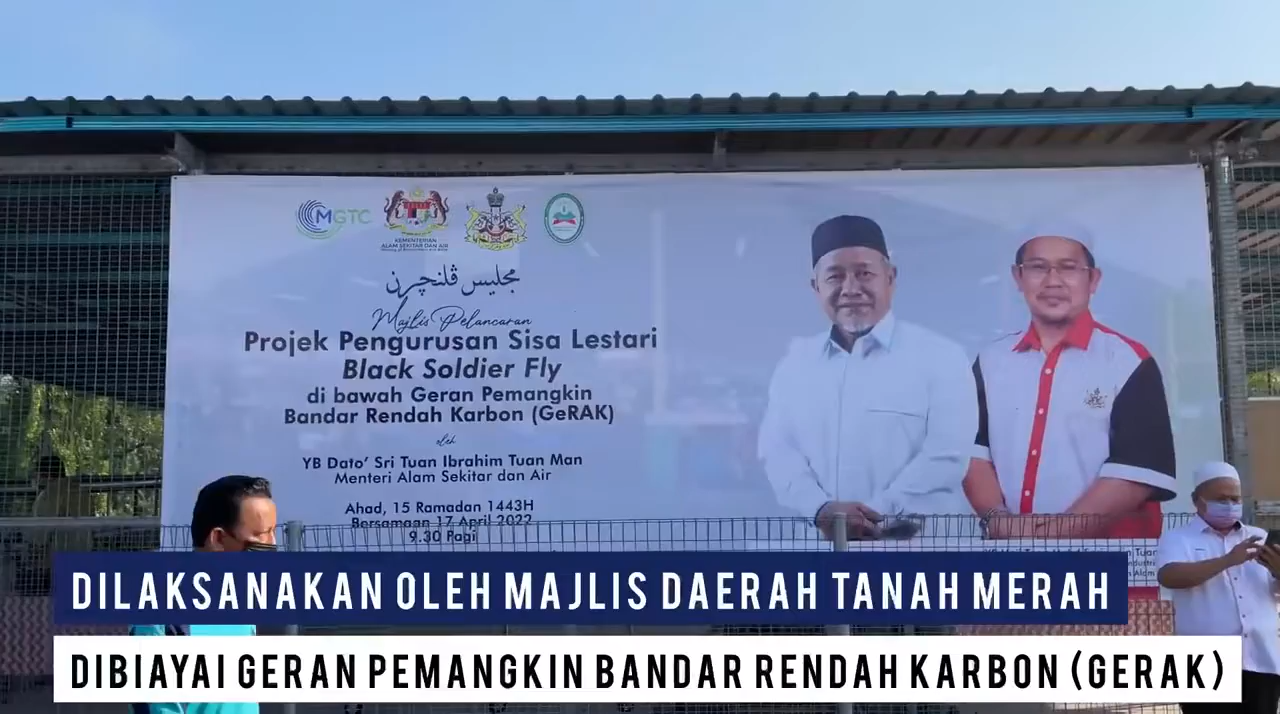 MGTC
KEMENTERIAN
ALAM SEKITAR DAN AIR
مجليس ڤلنچرن
Majlis Pelancaran
Projek Pengurusan Sisa Lestari
Black Soldier Fly
di bawah Geran Pemangkin
Bandar Rendah Karbon (GeRAK)
oleh
YB Dato' Sri Tuan Ibrahim Tuan Man
Menteri Alam Sekitar dan Air
Ahad, 15 Ramadan 1443H
Bersamaan 17 April 2022
9.30 Pagi
DILAKSANAKAN OLEH MAJLIS DAERAH TANAH MERAH
DIBIAYAI GERAN PEMANGKIN BANDAR RENDAH KARBON (GERAK)